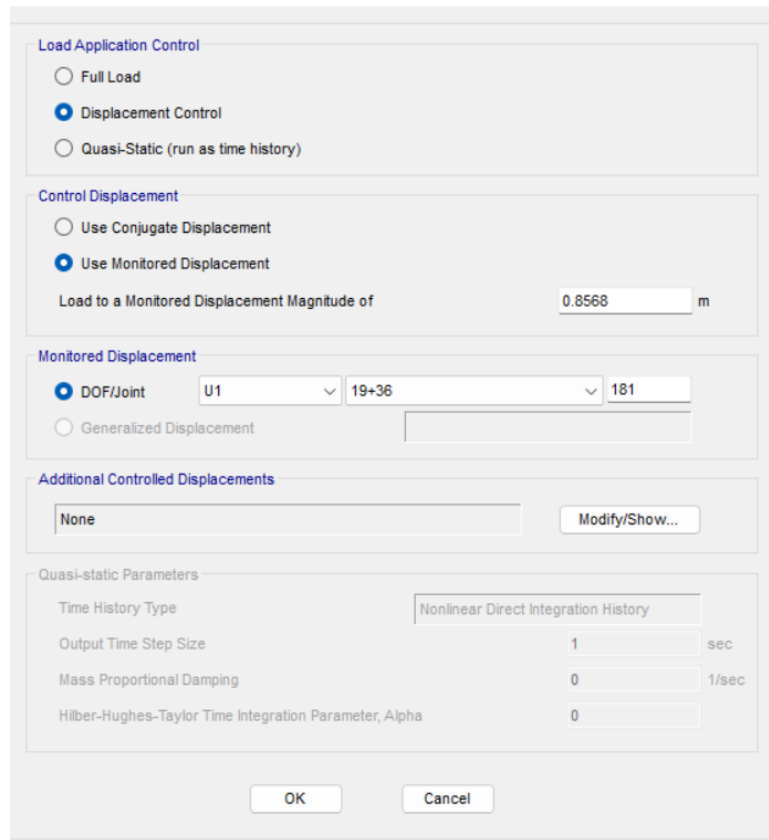 Load Application Control
Full Load
Displacement Control
Quasi-Static (run as time history)
Control Displacement
Use Conjugate Displacement
Use Monitored Displacement
Load to a Monitored Displacement Magnitude of 0.8568 m
Monitored Displacement
DOF/Joint U1 19+36 181
Generalized Displacement
Additional Controlled Displacements
None Modify/Show...
Quasi-static Parameters
Time History Type Nonlinear Direct Integration History
Output Time Step Size 1 sec
Mass Proportional Damping 0 1/sec
Hilber-Hughes-Taylor Time Integration Parameter, Alpha 0
OK Cancel